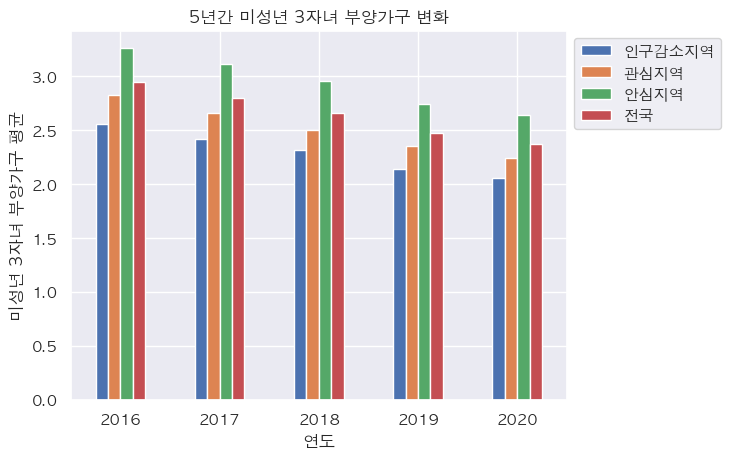 5년간 미성년 3자녀 부양가구 변화
인구감소지역
관심지역
안심지역
전국
미성년 3자녀 부양가구 평균
3.0
2.5
2.0
1.5
1.0
0.5
0.0
2016 2017 2018 2019 2020
연도